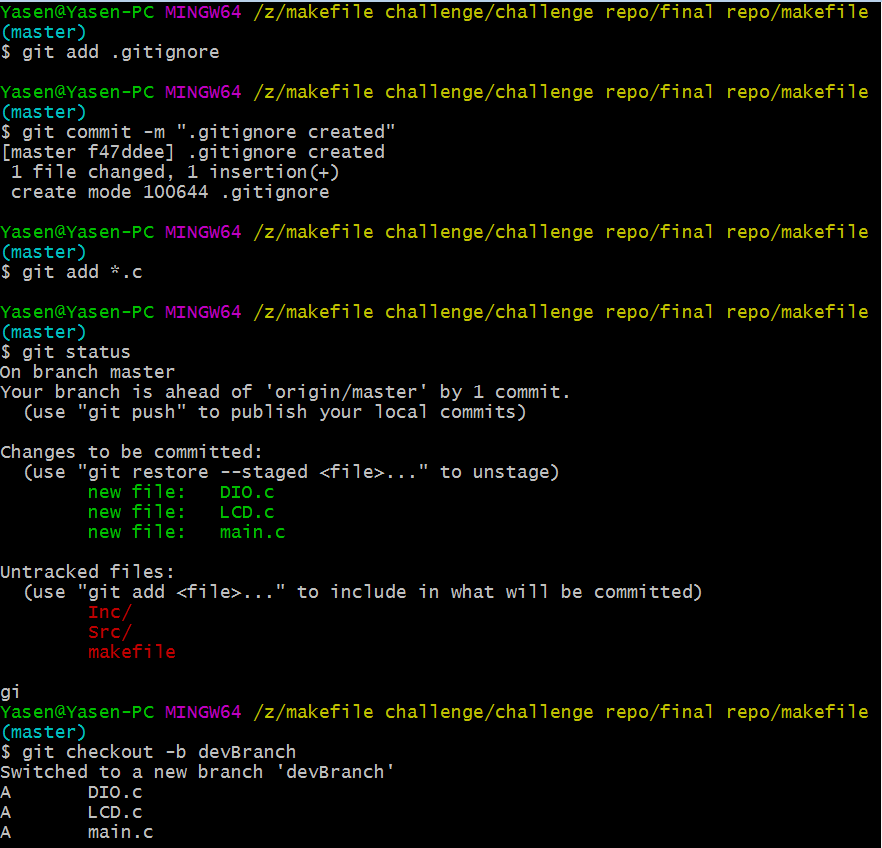 Yasen@Yasen-PC MINGW64 /z/makefile challenge/challenge repo/final repo/makefile
(master)
$ git add .gitignore
Yasen@Yasen-PC MINGW64 /z/makefile challenge/challenge repo/final repo/makefile
(master)
$ git commit -m ".gitignore created"
[master f47ddee] .gitignore created
 1 file changed, 1 insertion(+)
 create mode 100644 .gitignore
Yasen@Yasen-PC MINGW64 /z/makefile challenge/challenge repo/final repo/makefile
(master)
$ git add *.c
Yasen@Yasen-PC MINGW64 /z/makefile challenge/challenge repo/final repo/makefile
(master)
$ git status
On branch master
Your branch is ahead of 'origin/master' by 1 commit.
  (use "git push" to publish your local commits)
Changes to be committed:
  (use "git restore --staged <file>..." to unstage)
        new file:   DIO.c
        new file:   LCD.c
        new file:   main.c
Untracked files:
  (use "git add <file>..." to include in what will be committed)
        Inc/
        Src/
        makefile
gi
Yasen@Yasen-PC MINGW64 /z/makefile challenge/challenge repo/final repo/makefile
(master)
$ git checkout -b devBranch
Switched to a new branch 'devBranch'
A       DIO.c
A       LCD.c
A       main.c